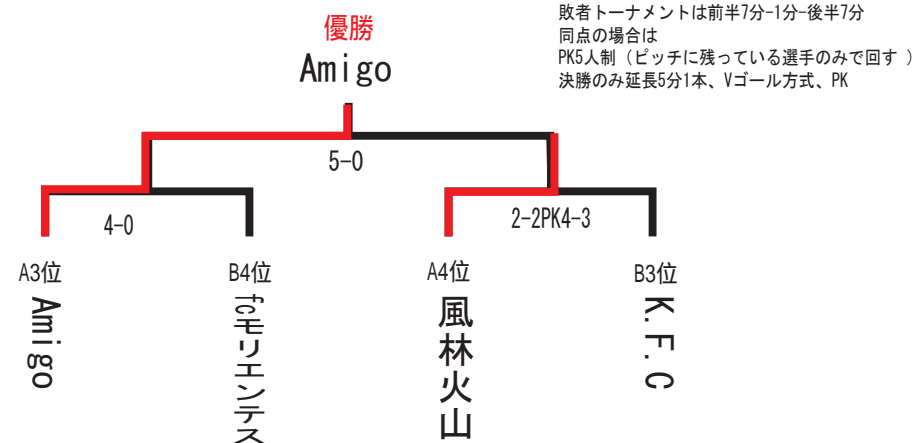 敗者トーナメントは前半7分-1分-後半7分
同点の場合は
PK5人制（ピッチに残っている選手のみで回す ）
決勝のみ延長5分1本、Vゴール方式、PK
優勝
Amigo
5-0
4-0
2-2PK4-3
A3位
B4位
A4位
B3位
Amigo
fcモリエンテス
風林火山
K.F.C